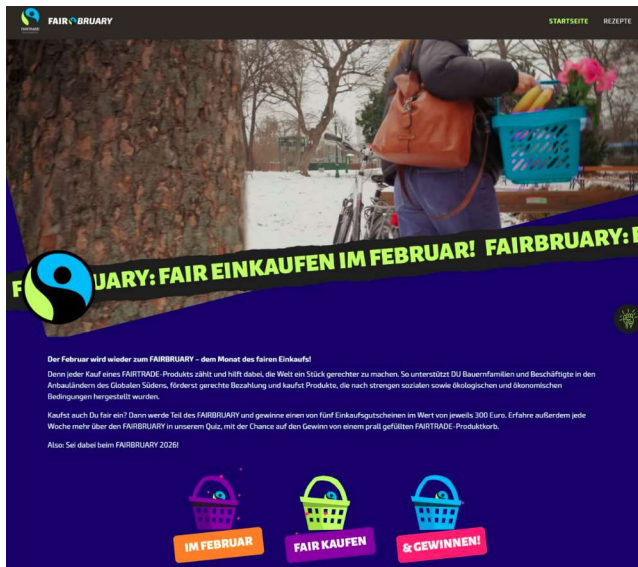 FAIRTRADE
FAIRBRUARY
STARTSEITE
REZEPTE
UARY: FAIR EINKAUFEN IM FEBRUAR! FAIRBRUARY:
Der Februar wird wieder zum FAIRBRUARY – dem Monat des fairen Einkaufs!
Denn jeder Kauf eines FAIRTRADE-Produkts zählt und hilft dabei, die Welt ein Stück gerechter zu machen. So unterstützt DU Bauernfamilien und Beschäftigte in den
Anbauländern des Globalen Südens, förderst gerechte Bezahlung und kaufst Produkte, die nach strengen sozialen sowie ökologischen und ökonomischen
Bedingungen hergestellt wurden.
Kaufst auch Du fair ein? Dann werde Teil des FAIRBRUARY und gewinne einen von fünf Einkaufsgutscheinen im Wert von jeweils 300 Euro. Erfahre außerdem jede
Woche mehr über den FAIRBRUARY in unserem Quiz, mit der Chance auf den Gewinn von einem prall gefüllten FAIRTRADE-Produktkorb.
Also: Sei dabei beim FAIRBRUARY 2026!
IM FEBRUAR
FAIR KAUFEN
& GEWINNEN!